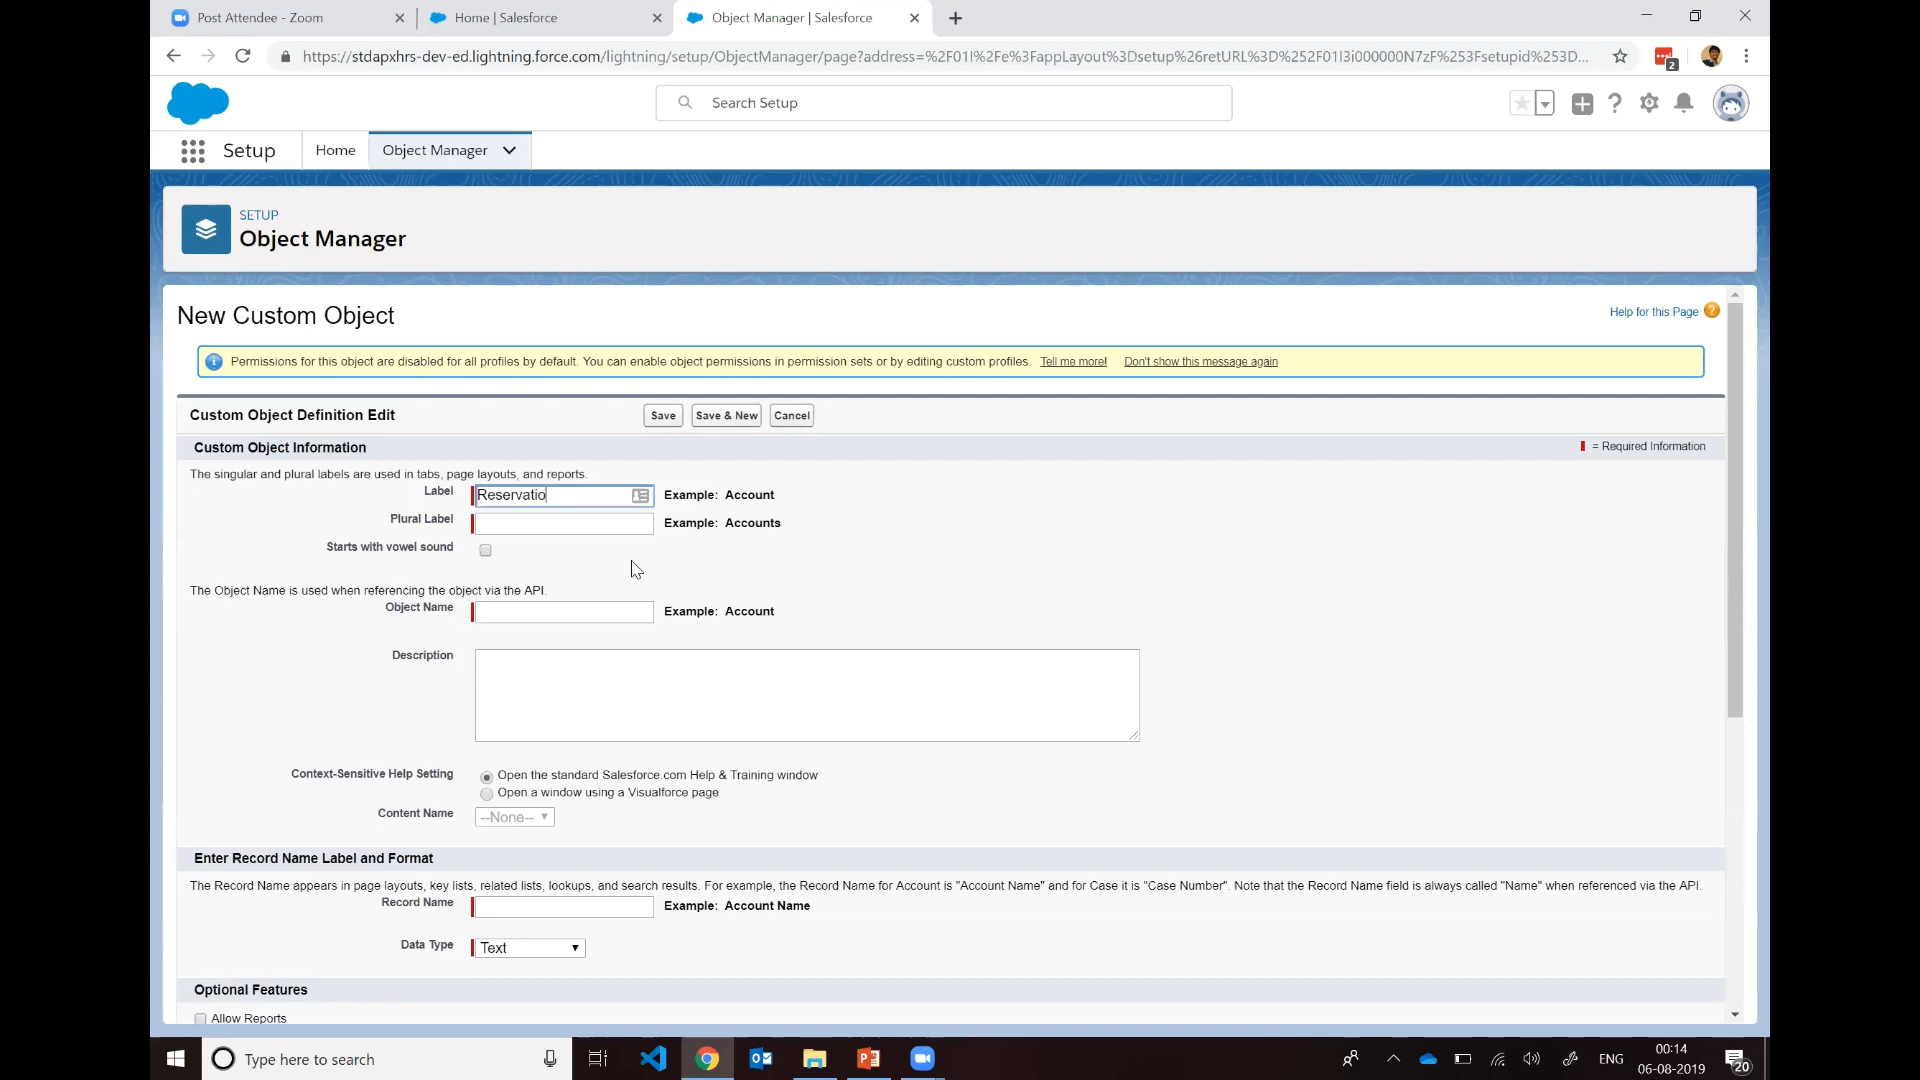 Post Attendee - Zoom
Home | Salesforce
Object Manager | Salesforce
https://stdapxhrs-dev-ed.lightning.force.com/lightning/setup/ObjectManager/page?address=%2F01I%2Fe%3FappLayout%3Dsetup%26retURL%3D%252F01I3i000000N7zF%253Fsetupid%253D...
2
Search Setup
Setup
Home
Object Manager
SETUP
Object Manager
New Custom Object
Help for this Page
Permissions for this object are disabled for all profiles by default. You can enable object permissions in permission sets or by editing custom profiles. Tell me more! Don't show this message again
Custom Object Definition Edit
Save
Save & New
Cancel
Custom Object Information
= Required Information
The singular and plural labels are used in tabs, page layouts, and reports.
Label
Reservatio
Example: Account
Plural Label
Example: Accounts
Starts with vowel sound
The Object Name is used when referencing the object via the API.
Object Name
Example: Account
Description
Context-Sensitive Help Setting
Open the standard Salesforce.com Help & Training window
Open a window using a Visualforce page
Content Name
--None--
Enter Record Name Label and Format
The Record Name appears in page layouts, key lists, related lists, lookups, and search results. For example, the Record Name for Account is "Account Name" and for Case it is "Case Number". Note that the Record Name field is always called "Name" when referenced via the API.
Record Name
Example: Account Name
Data Type
Text
Optional Features
Allow Reports
Type here to search
ENG
00:14
06-08-2019
20